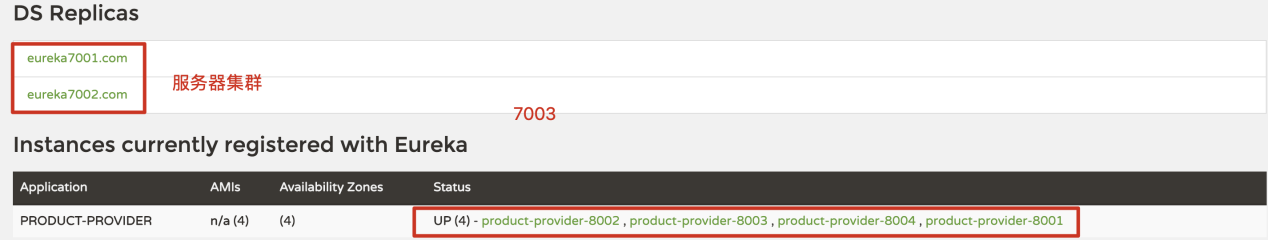 DS Replicas
eureka7001.com
服务器集群
eureka7002.com
7003
Instances currently registered with Eureka
Application AMIs Availability Zones Status
PRODUCT-PROVIDER n/a (4) (4) UP (4) - product-provider-8002 , product-provider-8003 , product-provider-8004 , product-provider-8001